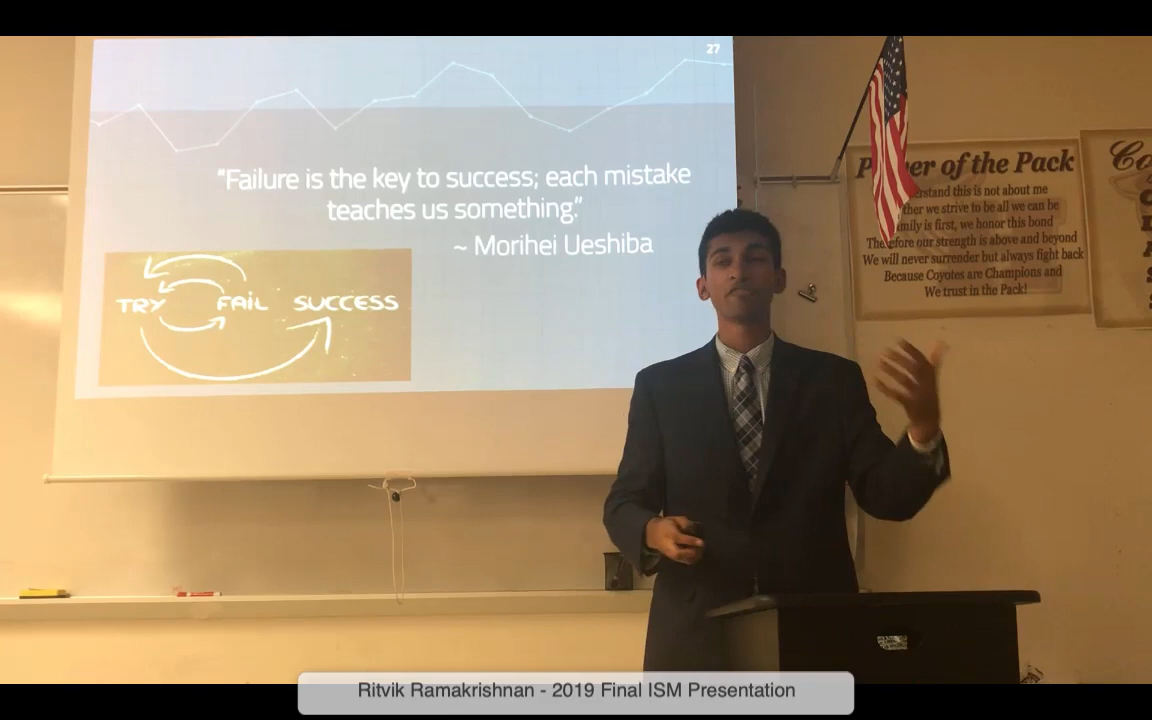 27
"Failure is the key to success; each mistake
teaches us something."
~ Morihei Ueshiba
TRY FAIL SUCCESS
of the Pack
this is not about me
we strive to be all we can be
is first, we honor this bond
our strength is above and beyond
We will never surrender but always fight back
Because Coyotes are Champions and
We trust in the Pack!
Ritvik Ramakrishnan - 2019 Final ISM Presentation